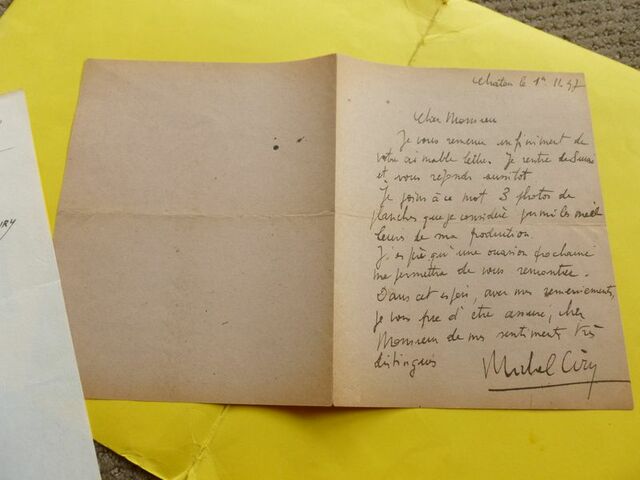 Chatou le 1er 11. 47
Cher Monsieur
Je vous remercie infiniment de
votre aimable lettre. Je rentre de Suisse
et vous réponds aussitôt.
Je joins à ce mot 3 photos de
planches que je considère parmi les meil
leures de ma production.
J'espère qu'une occasion prochaine
me permettra de vous rencontrer.
Dans cet espoir, avec mes remerciements,
je vous prie d'être assuré, cher
Monsieur de mes sentiments très
distingués
Michel Ciry
IRY